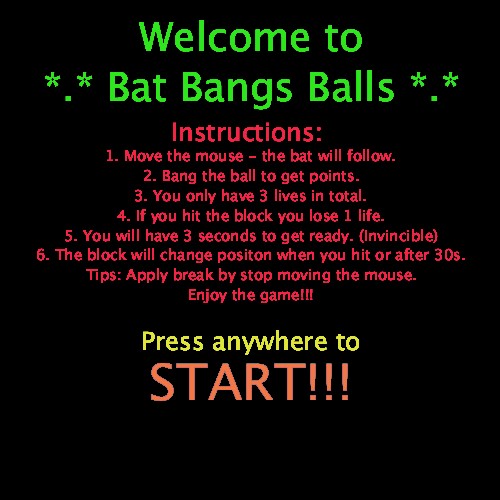 Welcome to
*.* Bat Bangs Balls *.*
Instructions:
1. Move the mouse - the bat will follow.
2. Bang the ball to get points.
3. You only have 3 lives in total.
4. If you hit the block you lose 1 life.
5. You will have 3 seconds to get ready. (Invincible)
6. The block will change positon when you hit or after 30s.
Tips: Apply break by stop moving the mouse.
Enjoy the game!!!
Press anywhere to
START!!!